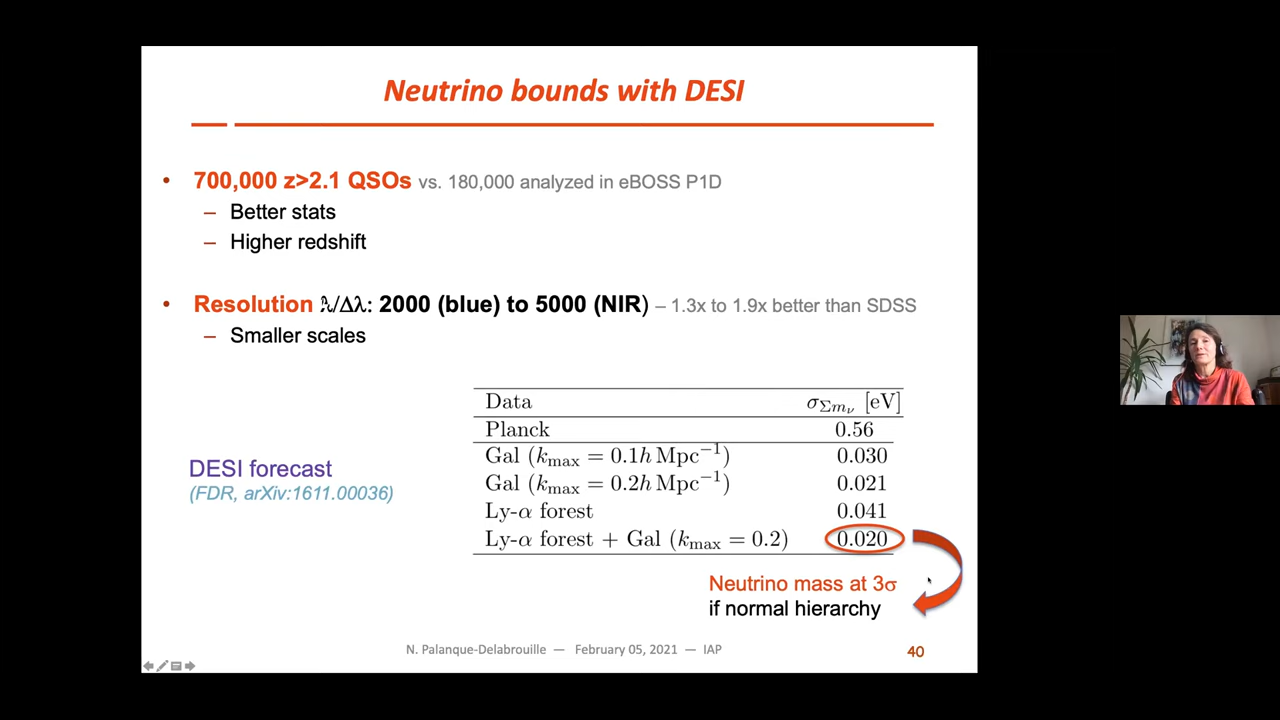 Neutrino bounds with DESI
• 700,000 z>2.1 QSOs vs. 180,000 analyzed in eBOSS P1D
– Better stats
– Higher redshift
• Resolution λ/Δλ: 2000 (blue) to 5000 (NIR) – 1.3x to 1.9x better than SDSS
– Smaller scales
Data σΣmν [eV]
Planck 0.56
Gal (kmax = 0.1h Mpc⁻¹) 0.030
Gal (kmax = 0.2h Mpc⁻¹) 0.021
Ly-α forest 0.041
Ly-α forest + Gal (kmax = 0.2) 0.020
DESI forecast
(FDR, arXiv:1611.00036)
Neutrino mass at 3σ
if normal hierarchy
N. Palanque-Delabrouille — February 05, 2021 — IAP
40